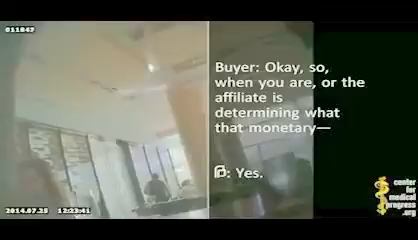 011847
Buyer: Okay, so,
when you are, or the
affiliate is
determining what
that monetary—
P: Yes.
center
for
medical
progress
.org
2014.07.25 12:23:41